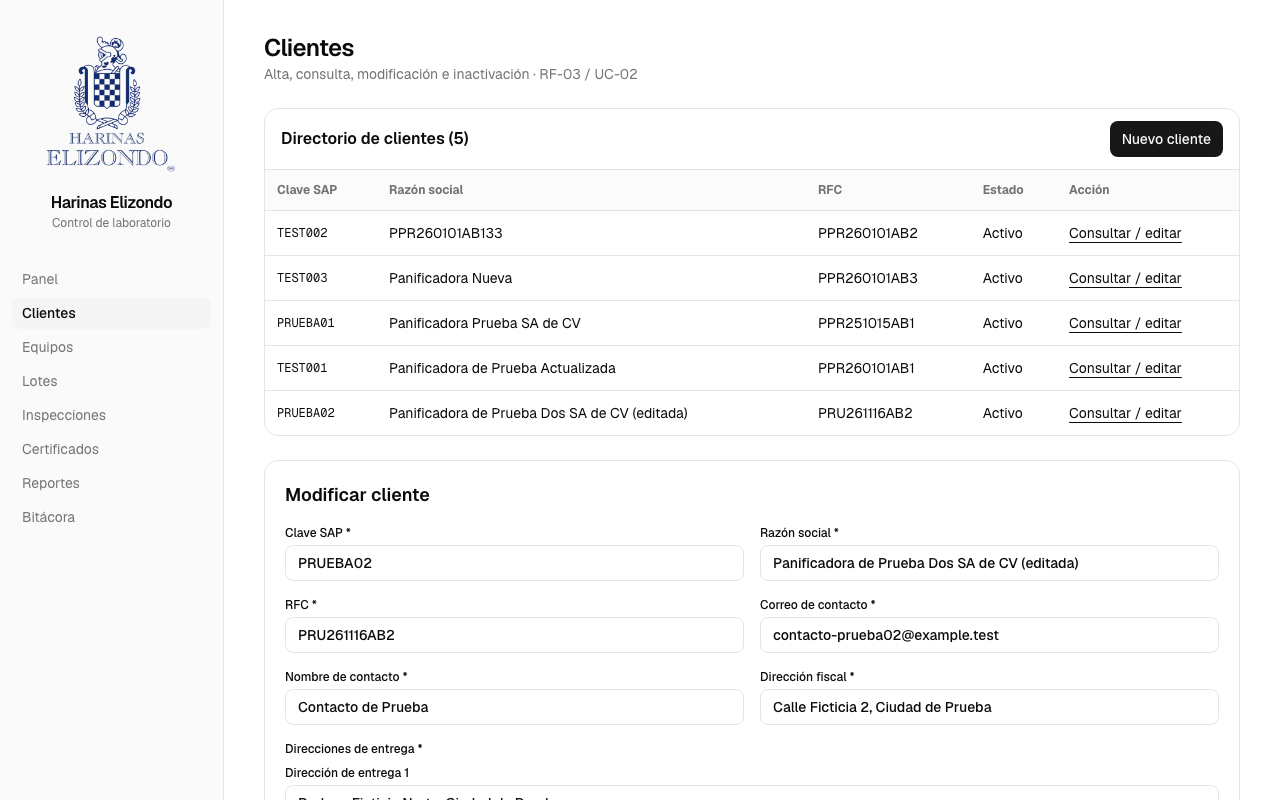 HARINAS
ELIZONDO
Harinas Elizondo
Control de laboratorio
Panel
Clientes
Equipos
Lotes
Inspecciones
Certificados
Reportes
Bitácora
Clientes
Alta, consulta, modificación e inactivación · RF-03 / UC-02
Directorio de clientes (5)
Nuevo cliente
Clave SAP Razón social RFC Estado Acción
TEST002 PPR260101AB133 PPR260101AB2 Activo Consultar / editar
TEST003 Panificadora Nueva PPR260101AB3 Activo Consultar / editar
PRUEBA01 Panificadora Prueba SA de CV PPR251015AB1 Activo Consultar / editar
TEST001 Panificadora de Prueba Actualizada PPR260101AB1 Activo Consultar / editar
PRUEBA02 Panificadora de Prueba Dos SA de CV (editada) PRU261116AB2 Activo Consultar / editar
Modificar cliente
Clave SAP * Razón social *
PRUEBA02 Panificadora de Prueba Dos SA de CV (editada)
RFC * Correo de contacto *
PRU261116AB2 contacto-prueba02@example.test
Nombre de contacto * Dirección fiscal *
Contacto de Prueba Calle Ficticia 2, Ciudad de Prueba
Direcciones de entrega *
Dirección de entrega 1